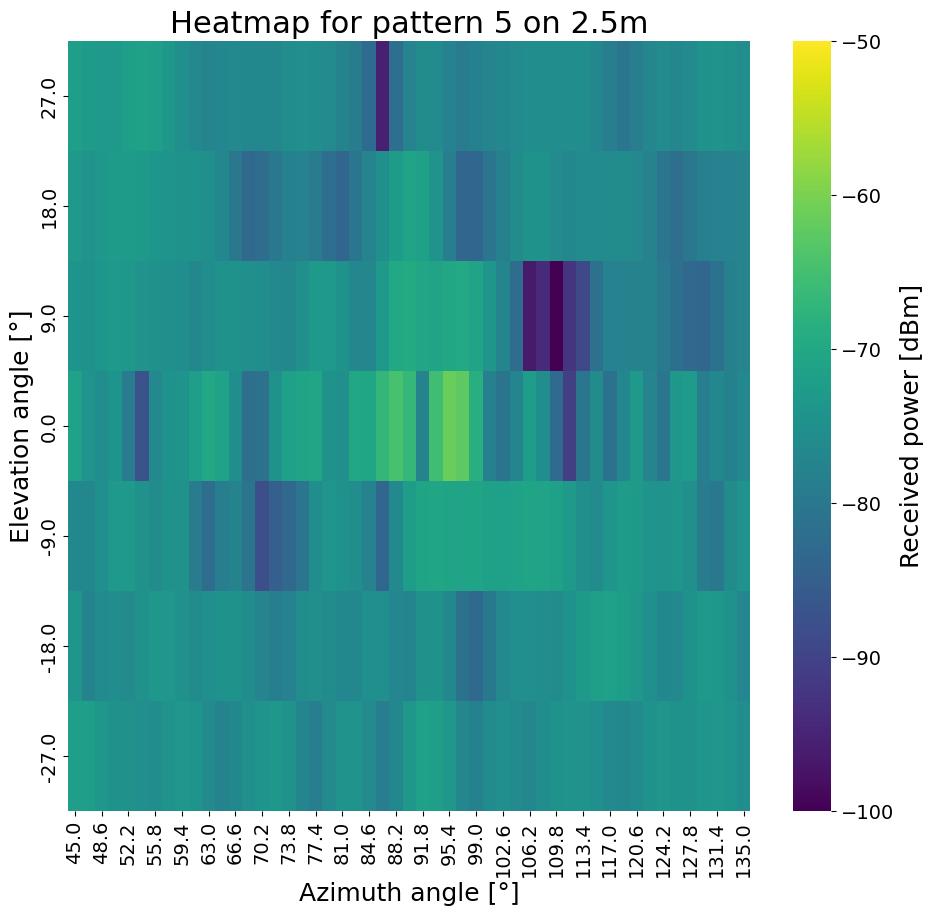 Heatmap for pattern 5 on 2.5m
Elevation angle [°]
27.0
18.0
9.0
0.0
-9.0
-18.0
-27.0
45.0 48.6 52.2 55.8 59.4 63.0 66.6 70.2 73.8 77.4 81.0 84.6 88.2 91.8 95.4 99.0 102.6 106.2 109.8 113.4 117.0 120.6 124.2 127.8 131.4 135.0
Azimuth angle [°]
−50
−60
−70
−80
−90
−100
Received power [dBm]